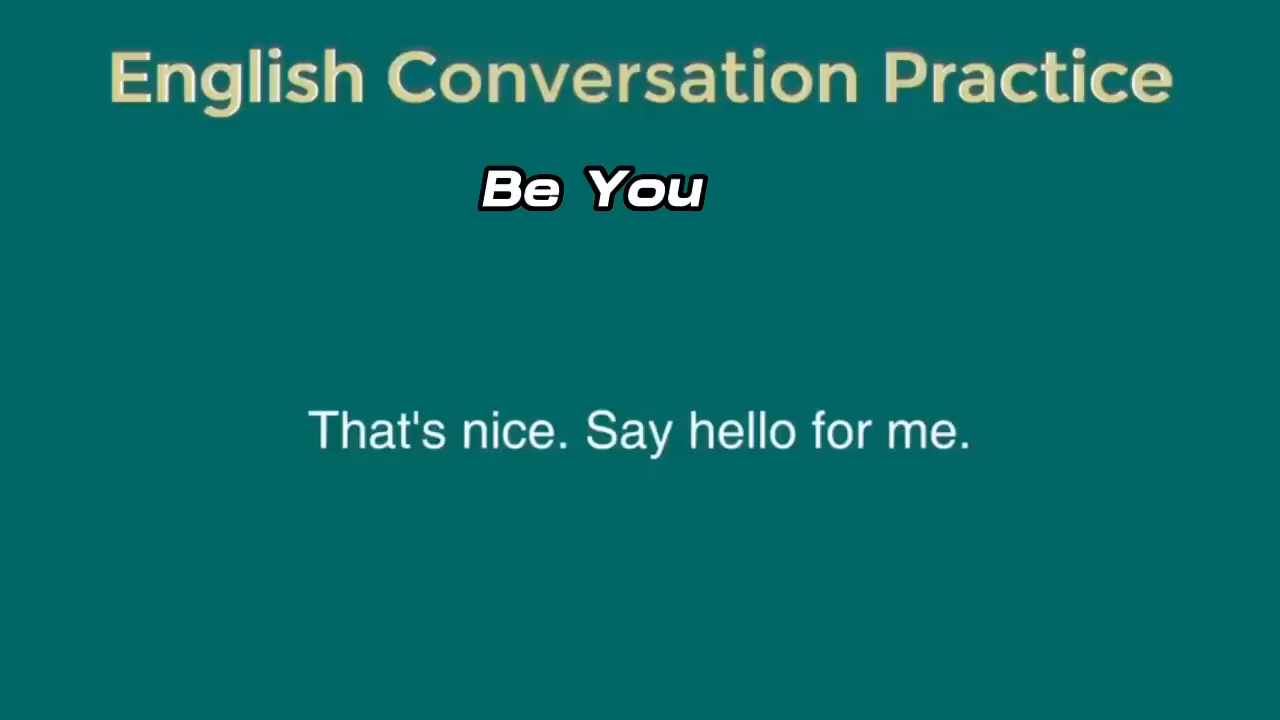 English Conversation Practice
Be You
That's nice. Say hello for me.